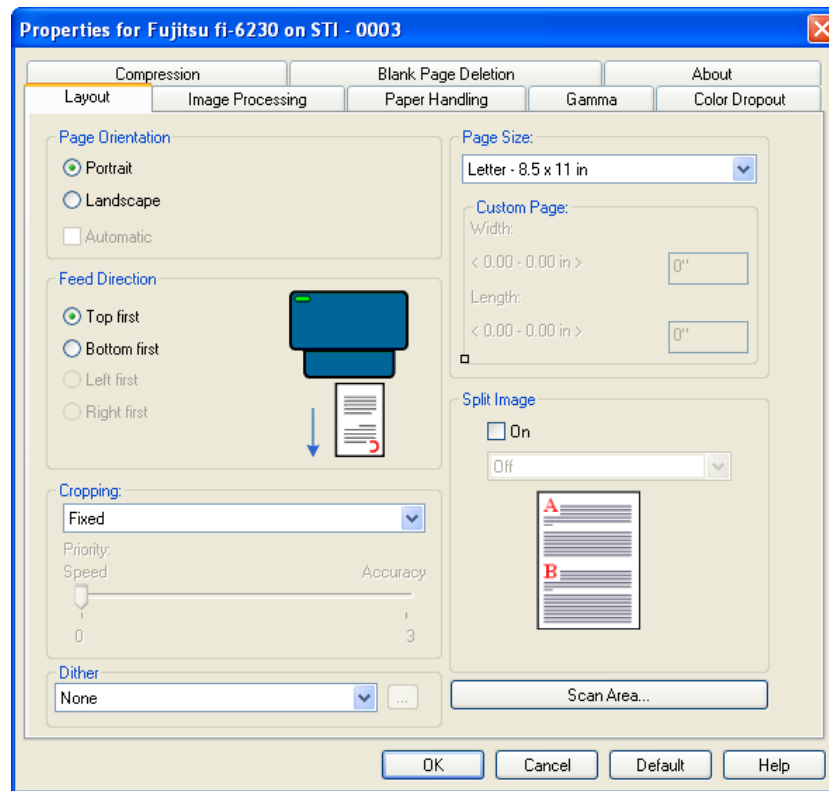 Properties for Fujitsu fi-6230 on STI - 0003
Compression
Blank Page Deletion
About
Layout
Image Processing
Paper Handling
Gamma
Color Dropout
Page Orientation
Portrait
Landscape
Automatic
Feed Direction
Top first
Bottom first
Left first
Right first
Cropping:
Fixed
Priority:
Speed
Accuracy
0
3
Dither
None
...
Page Size:
Letter - 8.5 x 11 in
Custom Page:
Width:
< 0.00 - 0.00 in >
0"
Length:
< 0.00 - 0.00 in >
0"
Split Image
On
Off
A
B
Scan Area...
OK
Cancel
Default
Help